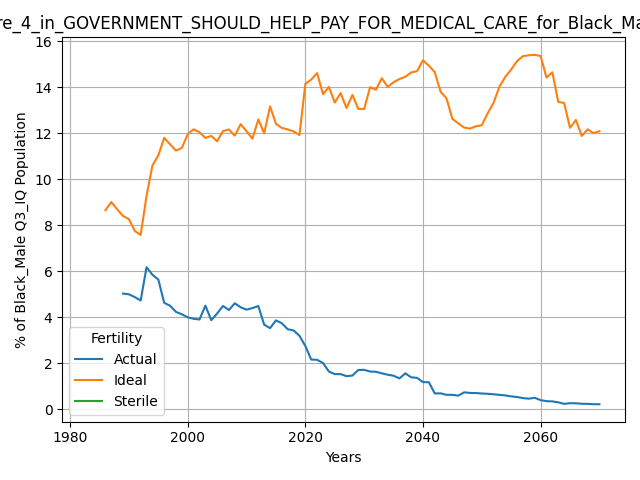 re_4_in_GOVERNMENT_SHOULD_HELP_PAY_FOR_MEDICAL_CARE_for_Black_Ma
% of Black_Male Q3_IQ Population
16
14
12
10
8
6
4
2
0
Fertility
Actual
Ideal
Sterile
1980
2000
2020
2040
2060
Years